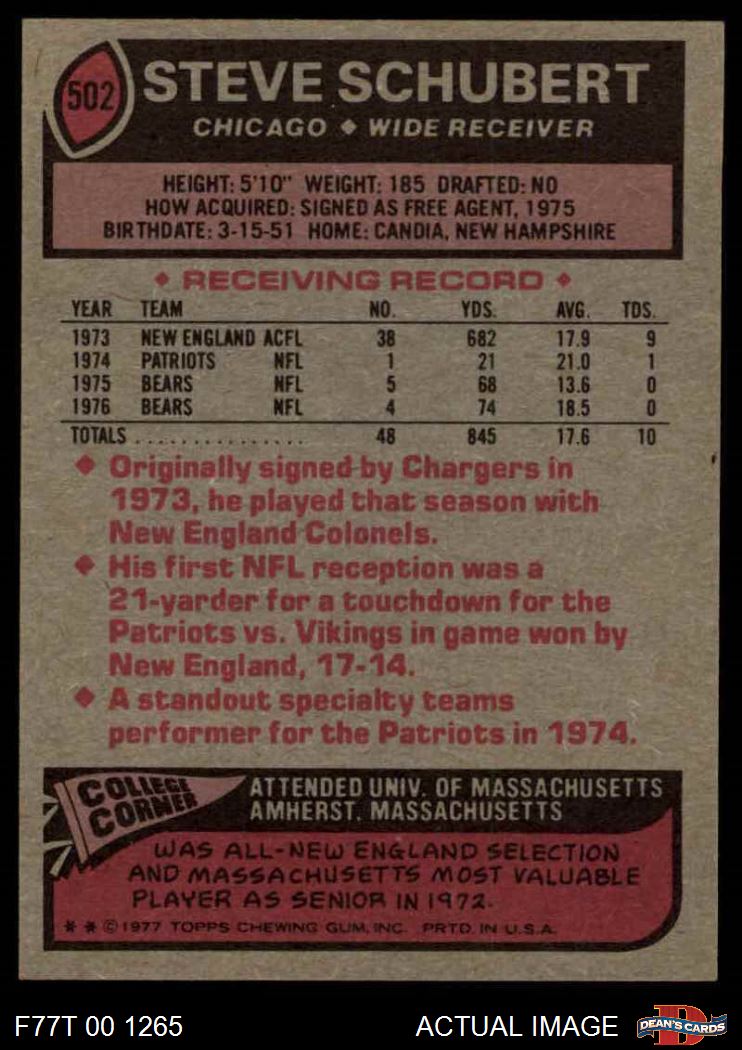 502
STEVE SCHUBERT
CHICAGO ◆ WIDE RECEIVER
HEIGHT: 5'10" WEIGHT: 185 DRAFTED: NO
HOW ACQUIRED: SIGNED AS FREE AGENT, 1975
BIRTHDATE: 3-15-51 HOME: CANDIA, NEW HAMPSHIRE
◆ RECEIVING RECORD ◆
YEAR TEAM NO. YDS. AVG. TDS.
1973 NEW ENGLAND ACFL 38 682 17.9 9
1974 PATRIOTS NFL 1 21 21.0 1
1975 BEARS NFL 5 68 13.6 0
1976 BEARS NFL 4 74 18.5 0
TOTALS ................ 48 845 17.6 10
◆ Originally signed by Chargers in
1973, he played that season with
New England Colonels.
◆ His first NFL reception was a
21-yarder for a touchdown for the
Patriots vs. Vikings in game won by
New England, 17-14.
◆ A standout specialty teams
performer for the Patriots in 1974.
COLLEGE
CORNER
ATTENDED UNIV. OF MASSACHUSETTS
AMHERST, MASSACHUSETTS
WAS ALL-NEW ENGLAND SELECTION
AND MASSACHUSETTS MOST VALUABLE
PLAYER AS SENIOR IN 1972.
* * © 1977 TOPPS CHEWING GUM, INC. PRTD. IN U.S.A.
F77T 00 1265 ACTUAL IMAGE
DEAN'S CARDS